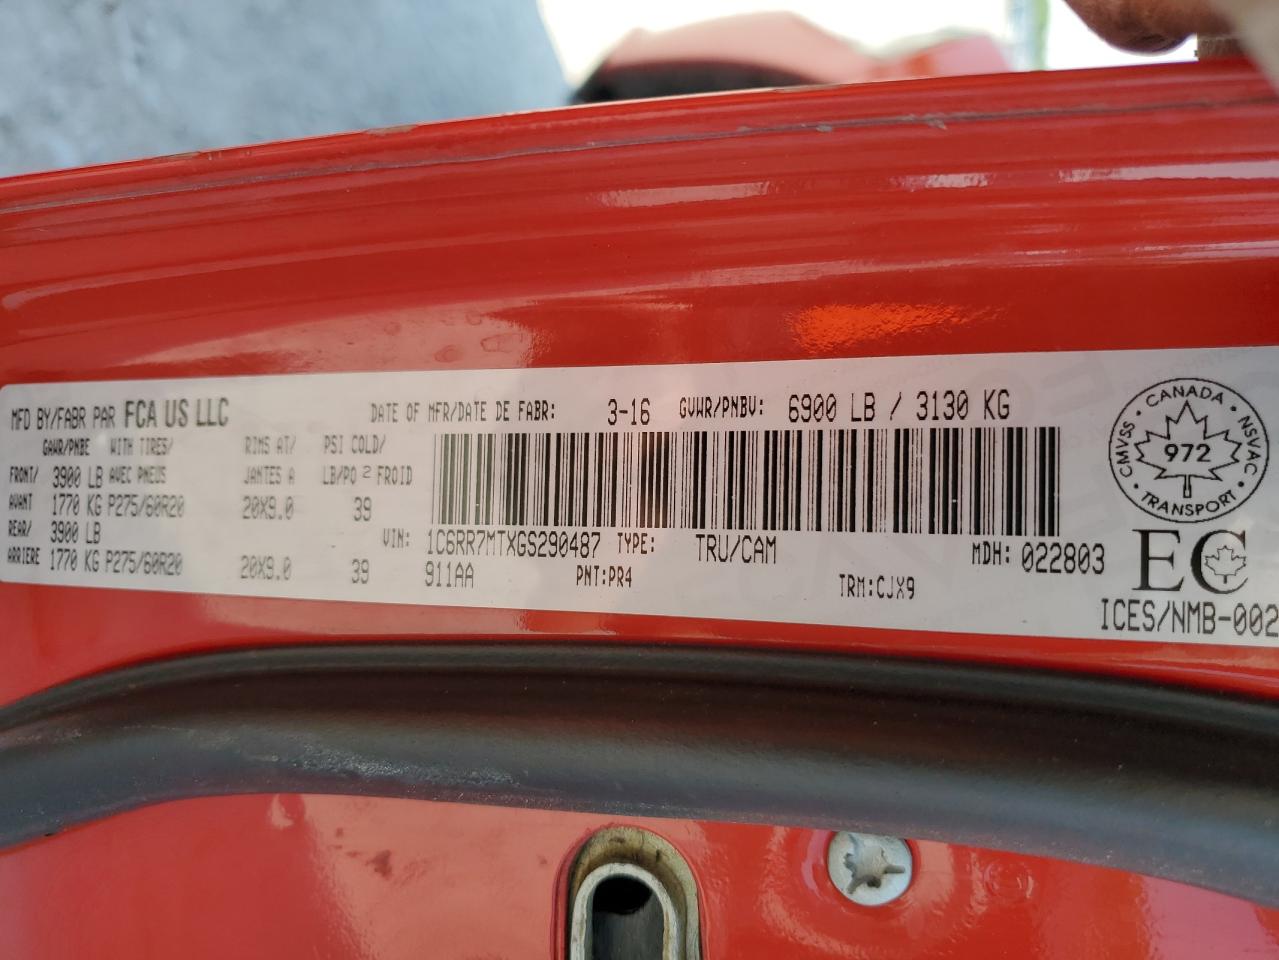 MFD BY/FABR PAR FCA US LLC DATE OF MFR/DATE DE FABR: 3-16 GVWR/PNBV: 6900 LB / 3130 KG
GAWR/PNBE WITH TIRES/ RIMS AT/ PSI COLD/
FRONT/ 3900 LB AVEC PNEUS JANTES A LB/PO² FROID
AVANT 1770 KG P275/60R20 20X9.0 39
REAR/ 3900 LB
ARRIERE 1770 KG P275/60R20 20X9.0 39
VIN: 1C6RR7MTXGS290487 TYPE: TRU/CAM MDH: 022803
911AA PNT:PR4 TRM:CJX9
CANADA
CMVSS 972 NSVAC
TRANSPORT
EC
ICES/NMB-002